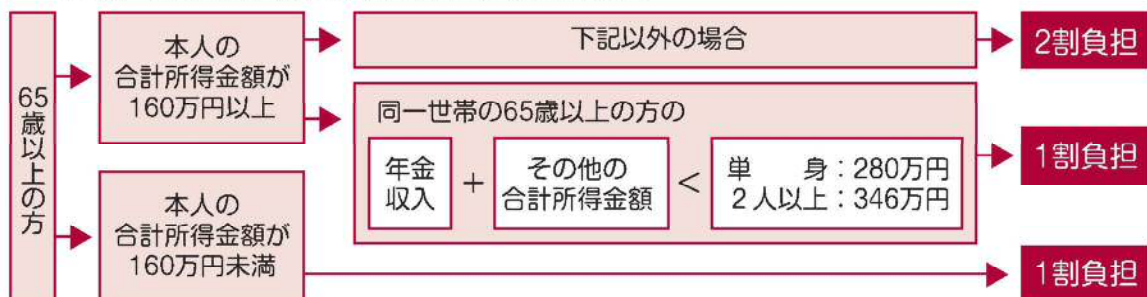 65歳以上の方
本人の
合計所得金額が
160万円以上
下記以外の場合
2割負担
同一世帯の65歳以上の方の
年金
収入
+
その他の
合計所得金額
<
単　身：280万円
2人以上：346万円
1割負担
本人の
合計所得金額が
160万円未満
1割負担